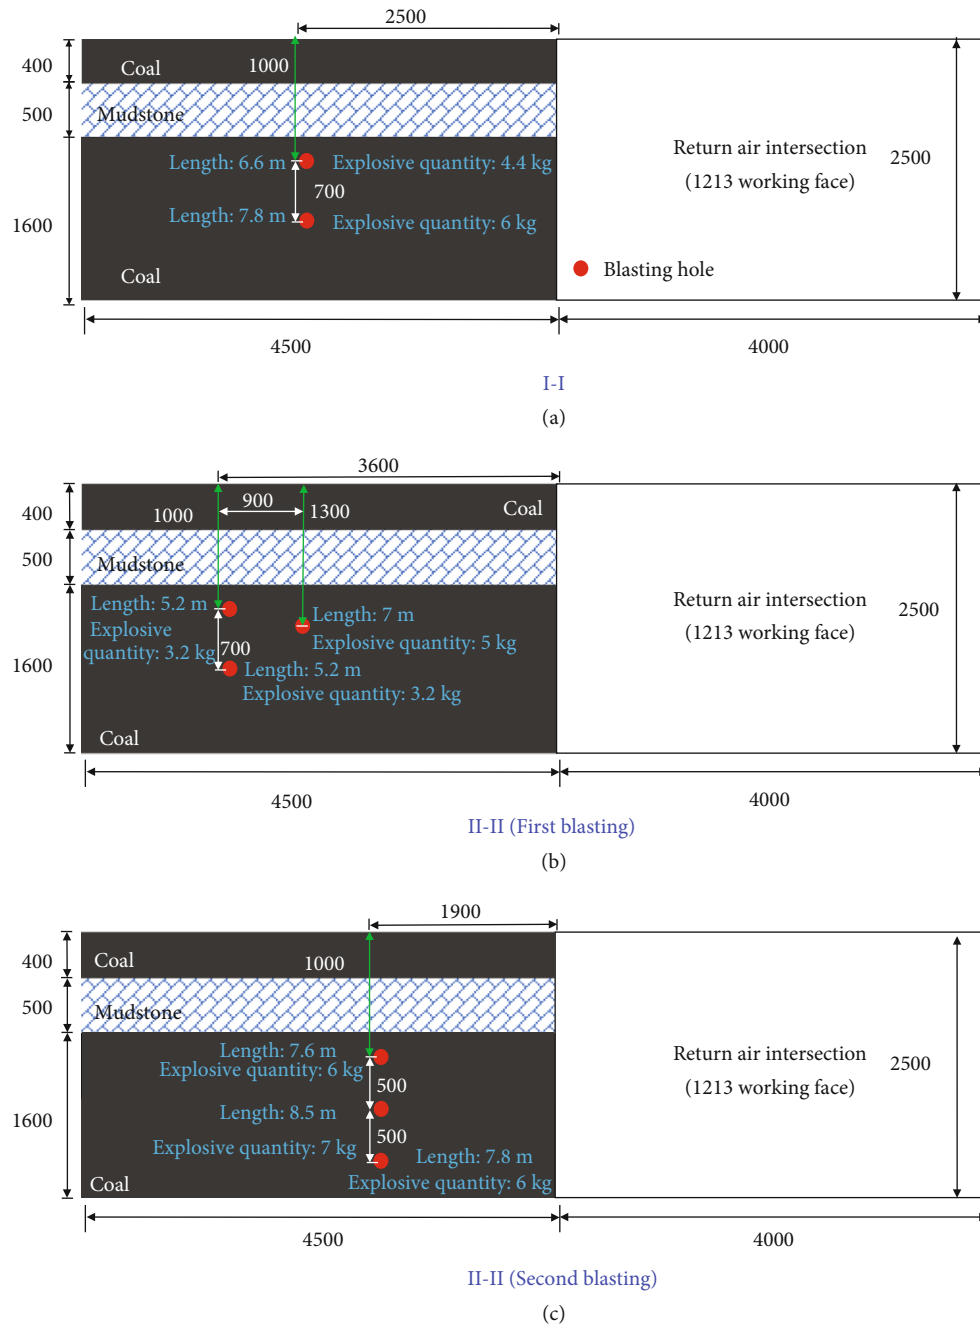 2500
400
Coal
1000
500
Mudstone
Length: 6.6 m
Explosive quantity: 4.4 kg
Return air intersection
(1213 working face)
2500
700
1600
Length: 7.8 m
Explosive quantity: 6 kg
Coal
Blasting hole
4500
4000
I-I
(a)
3600
400
900
1000
1300
Coal
500
Mudstone
Length: 5.2 m
Explosive
quantity: 3.2 kg
Length: 7 m
Explosive quantity: 5 kg
Return air intersection
(1213 working face)
2500
700
1600
Length: 5.2 m
Explosive quantity: 3.2 kg
Coal
4500
4000
II-II (First blasting)
(b)
1900
400
Coal
1000
500
Mudstone
Length: 7.6 m
Explosive quantity: 6 kg
500
Return air intersection
(1213 working face)
2500
1600
Length: 8.5 m
Explosive quantity: 7 kg
500
Length: 7.8 m
Explosive quantity: 6 kg
Coal
4500
4000
II-II (Second blasting)
(c)